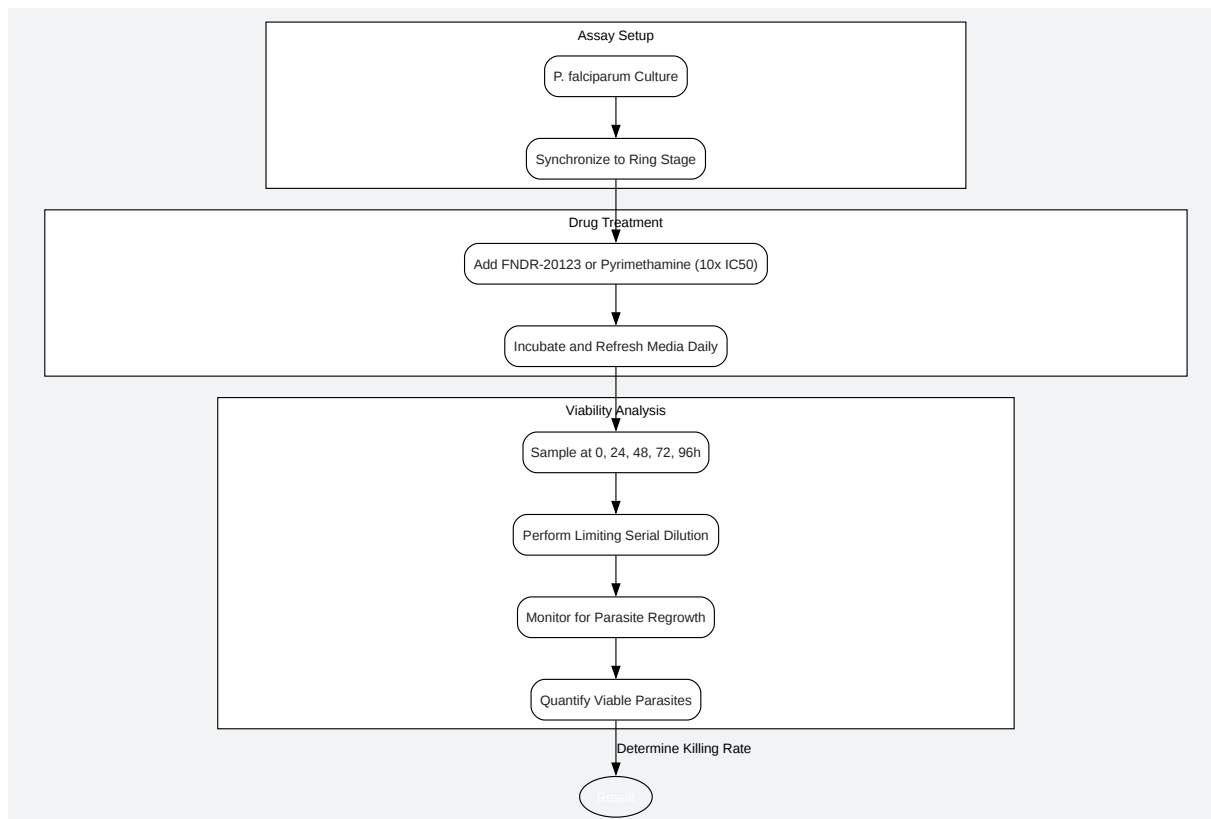 Assay Setup
P. falciparum Culture
Synchronize to Ring Stage
Drug Treatment
Add FNDR-20123 or Pyrimethamine (10x IC50)
Incubate and Refresh Media Daily
Viability Analysis
Sample at 0, 24, 48, 72, 96h
Perform Limiting Serial Dilution
Monitor for Parasite Regrowth
Quantify Viable Parasites
Determine Killing Rate
Result